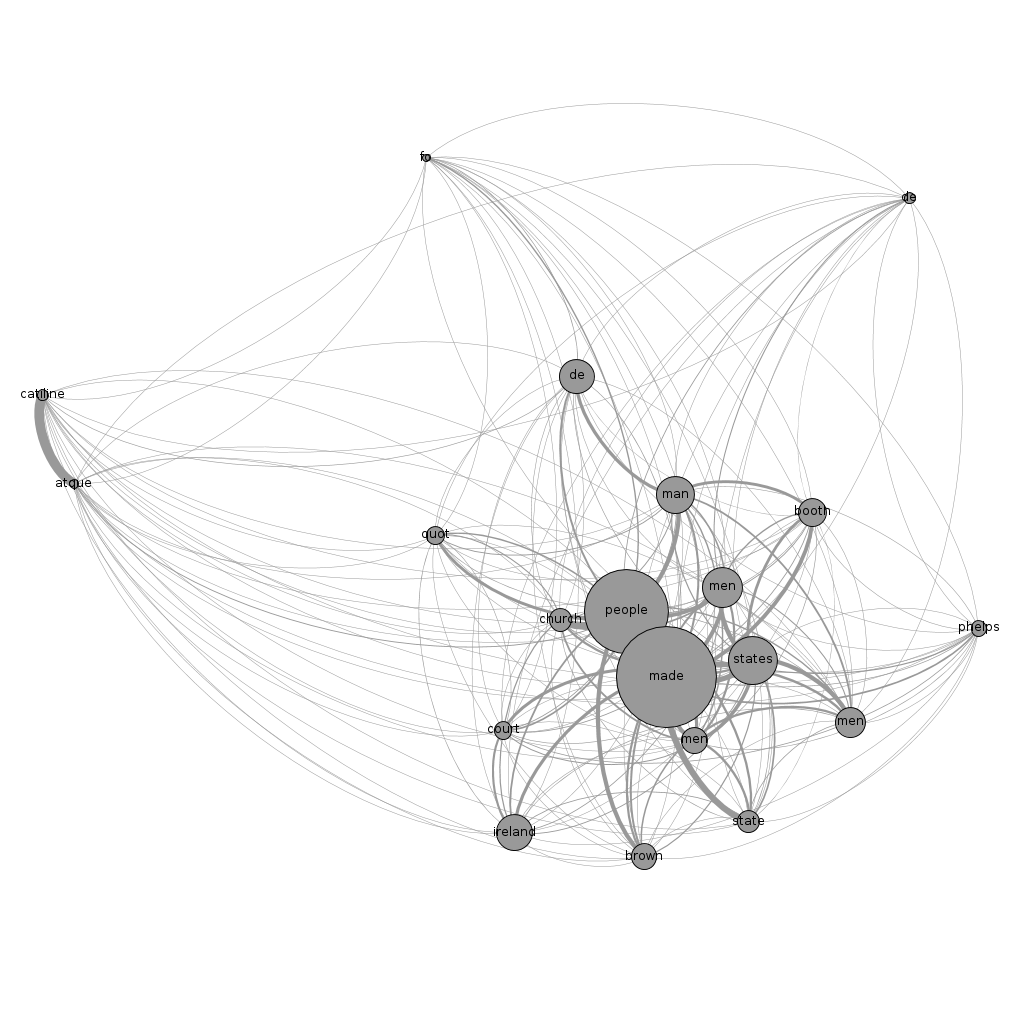 fo
de
de
catiline
atque
man
booth
quot
men
people
church
phelps
states
made
men
court
men
state
ireland
brown